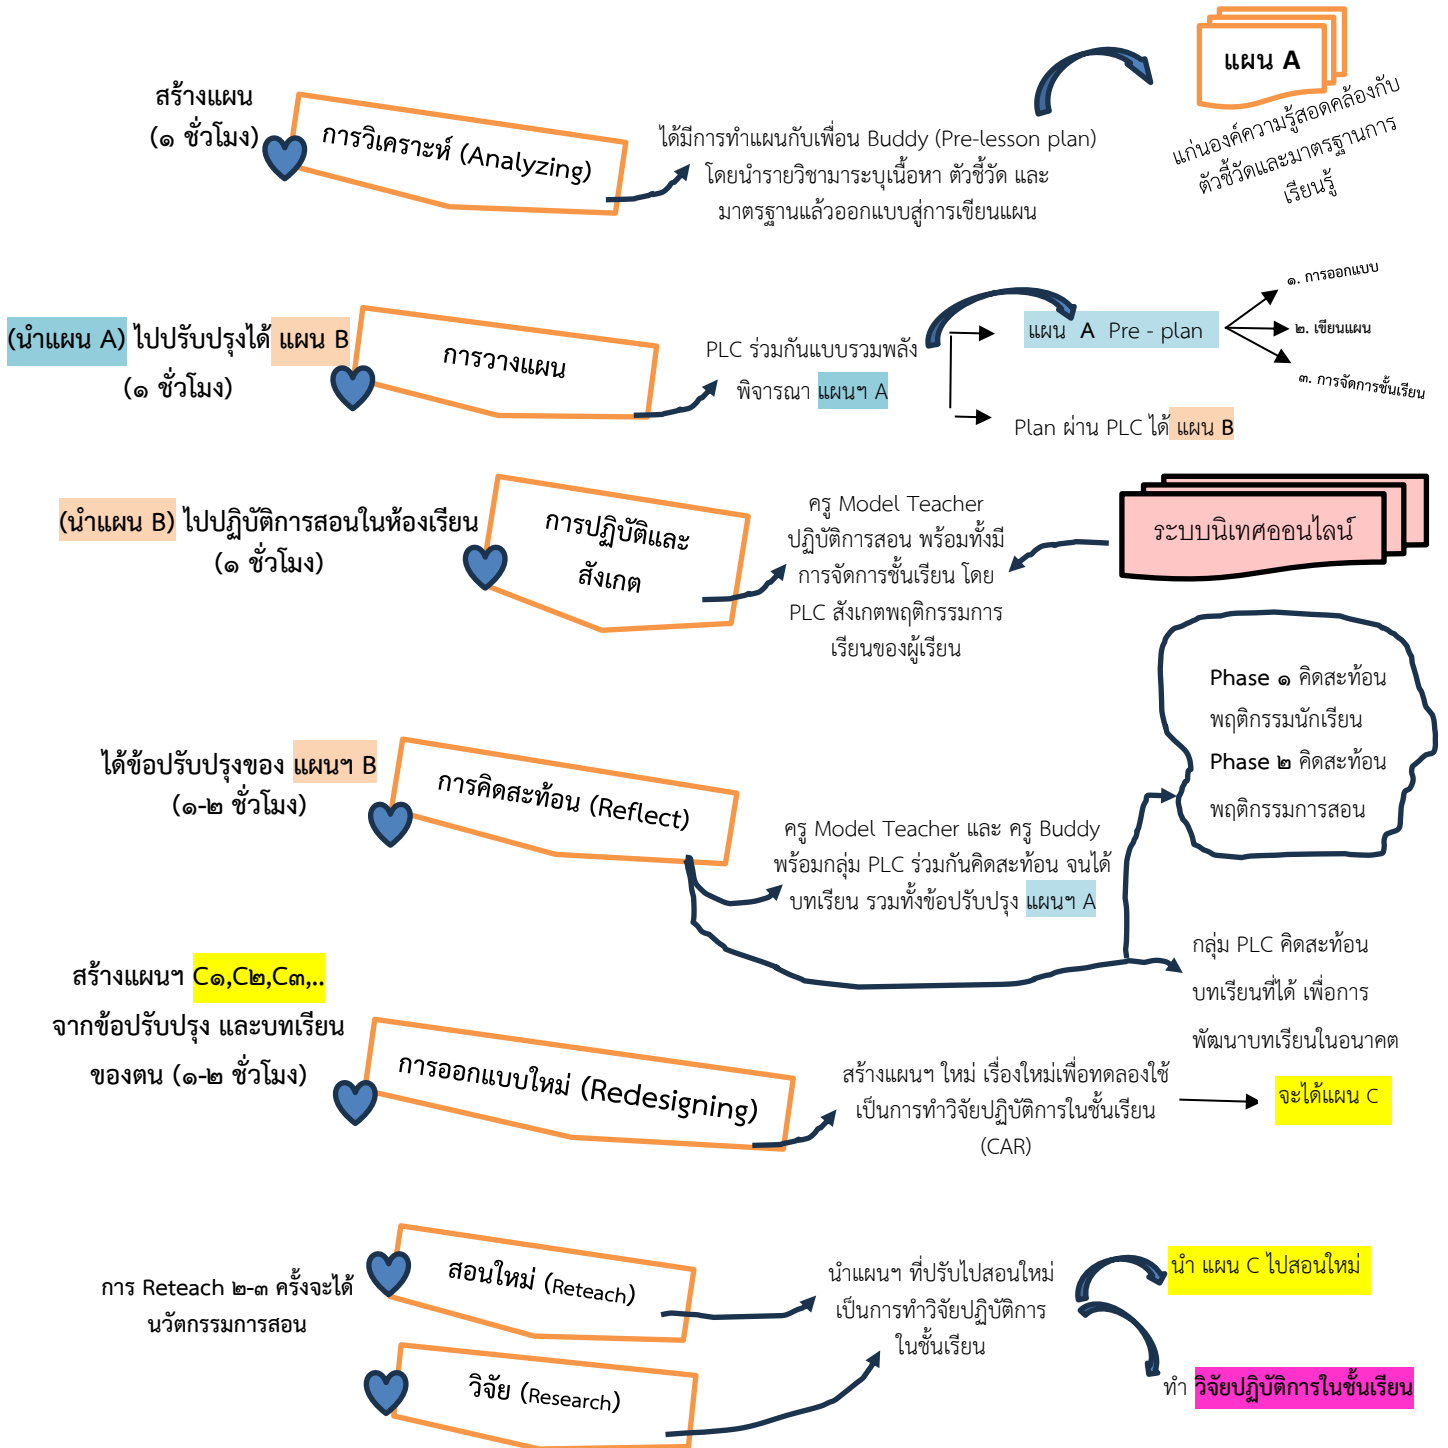 สร้างแผน
(๑ ชั่วโมง)
การวิเคราะห์ (Analyzing)
ได้มีการทำแผนกับเพื่อน Buddy (Pre-lesson plan)
โดยนำรายวิชามาระบุเนื้อหา ตัวชี้วัด และ
มาตรฐานแล้วออกแบบสู่การเขียนแผน
แผน A
แก่นองค์ความรู้สอดคล้องกับ
ตัวชี้วัดและมาตรฐานการ
เรียนรู้
(นำแผน A) ไปปรับปรุงได้ แผน B
(๑ ชั่วโมง)
การวางแผน
PLC ร่วมกันแบบรวมพลัง
พิจารณา แผนฯ A
แผน A Pre - plan
๑. การออกแบบ
๒. เขียนแผน
๓. การจัดการชั้นเรียน
Plan ผ่าน PLC ได้ แผน B
(นำแผน B) ไปปฏิบัติการสอนในห้องเรียน
(๑ ชั่วโมง)
การปฏิบัติและ
สังเกต
ครู Model Teacher
ปฏิบัติการสอน พร้อมทั้งมี
การจัดการชั้นเรียน โดย
PLC สังเกตพฤติกรรมการ
เรียนของผู้เรียน
ระบบนิเทศออนไลน์
Phase ๑ คิดสะท้อน
พฤติกรรมนักเรียน
Phase ๒ คิดสะท้อน
พฤติกรรมการสอน
ได้ข้อปรับปรุงของ แผนฯ B
(๑-๒ ชั่วโมง)
การคิดสะท้อน (Reflect)
ครู Model Teacher และ ครู Buddy
พร้อมกลุ่ม PLC ร่วมกันคิดสะท้อน จนได้
บทเรียน รวมทั้งข้อปรับปรุง แผนฯ A
กลุ่ม PLC คิดสะท้อน
บทเรียนที่ได้ เพื่อการ
พัฒนาบทเรียนในอนาคต
สร้างแผนฯ C๑,C๒,C๓,..
จากข้อปรับปรุง และบทเรียน
ของตน (๑-๒ ชั่วโมง)
การออกแบบใหม่ (Redesigning)
สร้างแผนฯ ใหม่ เรื่องใหม่เพื่อทดลองใช้
เป็นการทำวิจัยปฏิบัติการในชั้นเรียน
(CAR)
จะได้แผน C
การ Reteach ๒-๓ ครั้งจะได้
นวัตกรรมการสอน
สอนใหม่ (Reteach)
วิจัย (Research)
นำแผนฯ ที่ปรับไปสอนใหม่
เป็นการทำวิจัยปฏิบัติการ
ในชั้นเรียน
นำ แผน C ไปสอนใหม่
ทำ วิจัยปฏิบัติการในชั้นเรียน